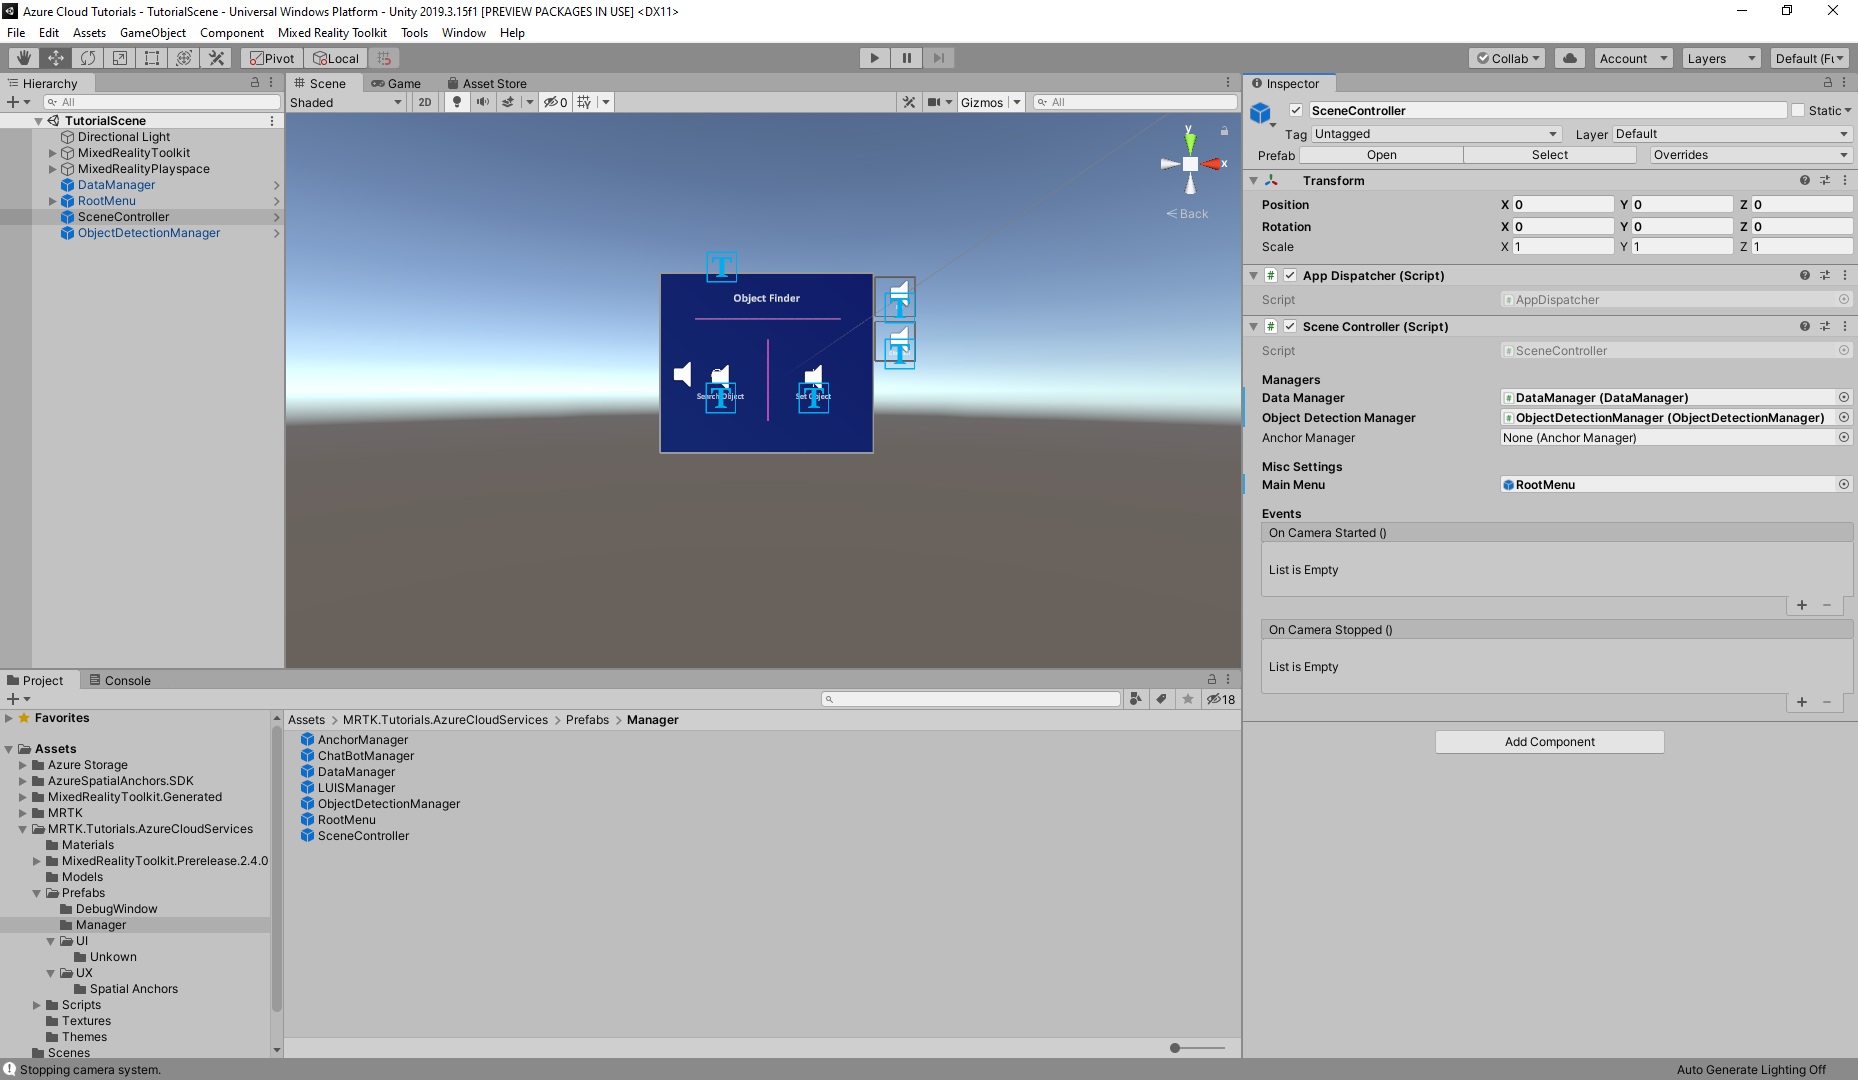 Azure Cloud Tutorials - TutorialScene - Universal Windows Platform - Unity 2019.3.15f1 [PREVIEW PACKAGES IN USE] <DX11>
File Edit Assets GameObject Component Mixed Reality Toolkit Tools Window Help
Pivot Local Collab Account Layers Default (Fu
Hierarchy
All
TutorialScene
Directional Light
MixedRealityToolkit
MixedRealityPlayspace
DataManager
RootMenu
SceneController
ObjectDetectionManager
Scene Game Asset Store
Shaded 2D 0 Gizmos All
y
x
Back
T
Object Finder
T
T
Search Object
T
Set Object
T
Inspector
SceneController Static
Tag Untagged Layer Default
Prefab Open Select Overrides
Transform
Position X 0 Y 0 Z 0
Rotation X 0 Y 0 Z 0
Scale X 1 Y 1 Z 1
# App Dispatcher (Script)
Script # AppDispatcher
# Scene Controller (Script)
Script # SceneController
Managers
Data Manager # DataManager (DataManager)
Object Detection Manager # ObjectDetectionManager (ObjectDetectionManager)
Anchor Manager None (Anchor Manager)
Misc Settings
Main Menu RootMenu
Events
On Camera Started ()
List is Empty
+ −
On Camera Stopped ()
List is Empty
+ −
Add Component
Project Console
18
Favorites
Assets
Azure Storage
AzureSpatialAnchors.SDK
MixedRealityToolkit.Generated
MRTK
MRTK.Tutorials.AzureCloudServices
Materials
MixedRealityToolkit.Prerelease.2.4.0
Models
Prefabs
DebugWindow
Manager
UI
Unkown
UX
Spatial Anchors
Scripts
Textures
Themes
Scenes
Assets > MRTK.Tutorials.AzureCloudServices > Prefabs > Manager
AnchorManager
ChatBotManager
DataManager
LUISManager
ObjectDetectionManager
RootMenu
SceneController
Stopping camera system.
Auto Generate Lighting Off